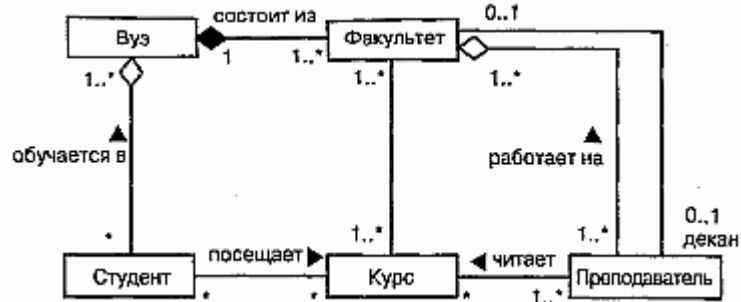 состоит из
0..1
Вуз
Факультет
1
1..*
1..*
1..*
1..*
обучается в
работает на
*
1..*
1..*
0..1
декан
посещает
читает
Студент
Курс
Преподаватель
*
*
*
1..*